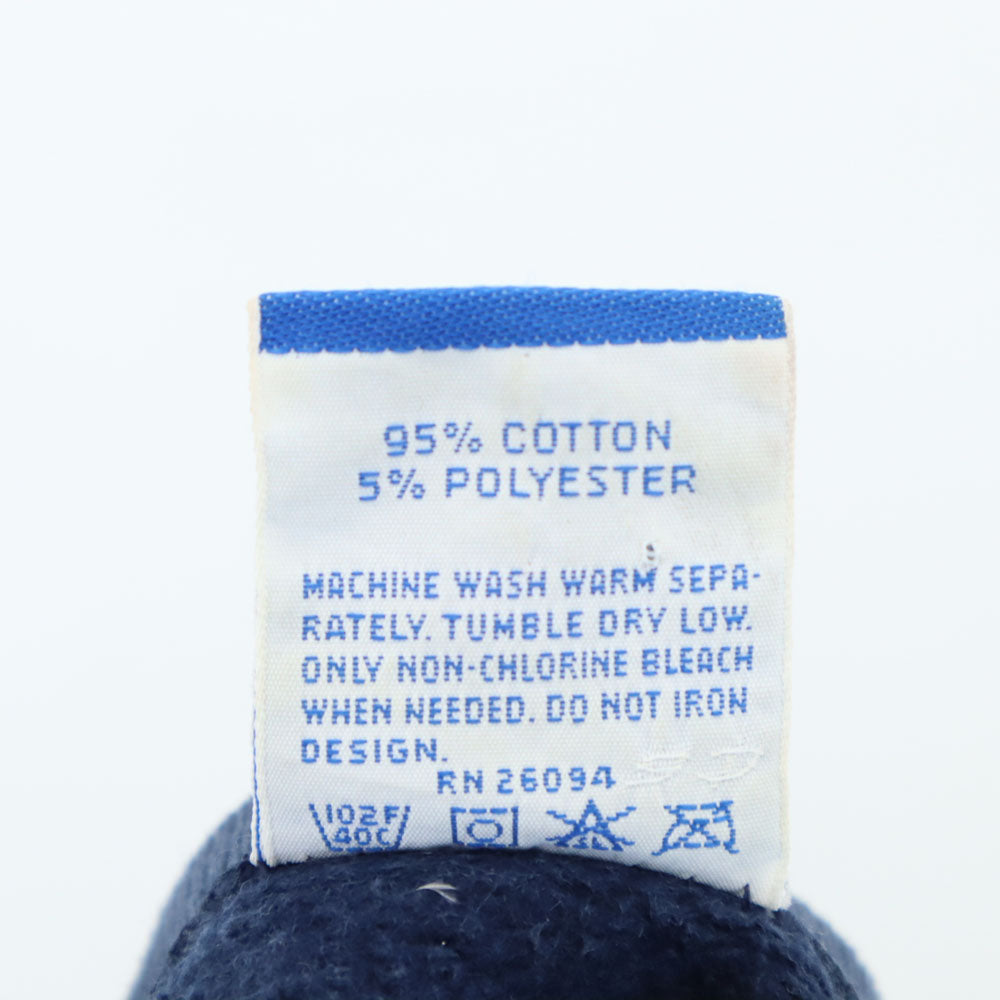 95% COTTON
5% POLYESTER
MACHINE WASH WARM SEPA-
RATELY. TUMBLE DRY LOW.
ONLY NON-CHLORINE BLEACH
WHEN NEEDED. DO NOT IRON
DESIGN.
RN 26094
102F
40C